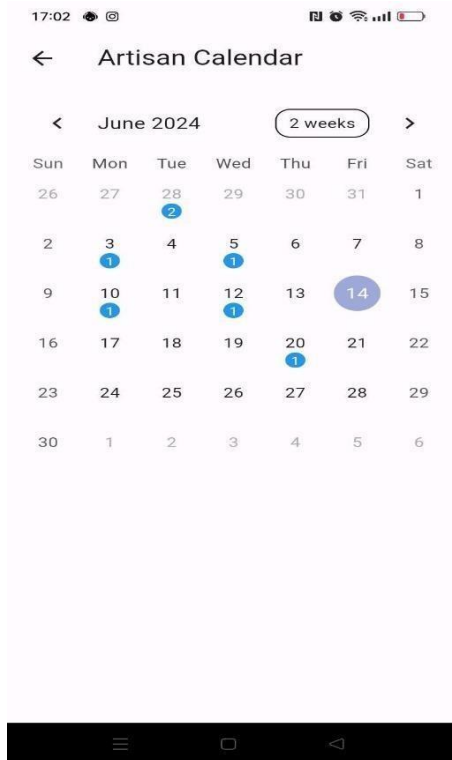 17:02
Artisan Calendar
June 2024 2 weeks
Sun Mon Tue Wed Thu Fri Sat
26 27 28 29 30 31 1
2
2 3 4 5 6 7 8
1 1
9 10 11 12 13 14 15
1 1
16 17 18 19 20 21 22
1
23 24 25 26 27 28 29
30 1 2 3 4 5 6